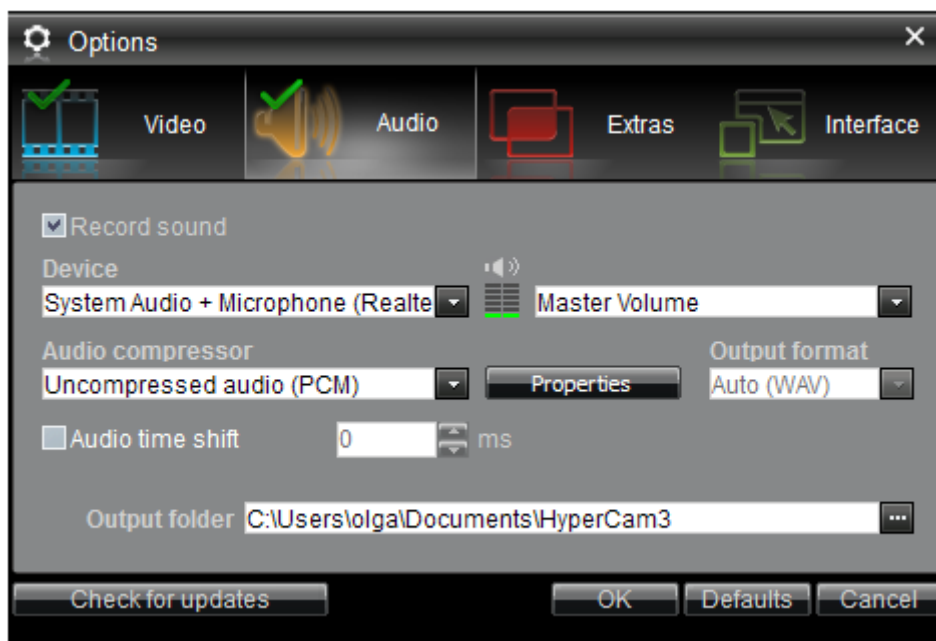 Options
Video Audio Extras Interface
Record sound
Device
System Audio + Microphone (Realte Master Volume
Audio compressor Output format
Uncompressed audio (PCM) Properties Auto (WAV)
Audio time shift 0 ms
Output folder C:\Users\olga\Documents\HyperCam3 ...
Check for updates OK Defaults Cancel